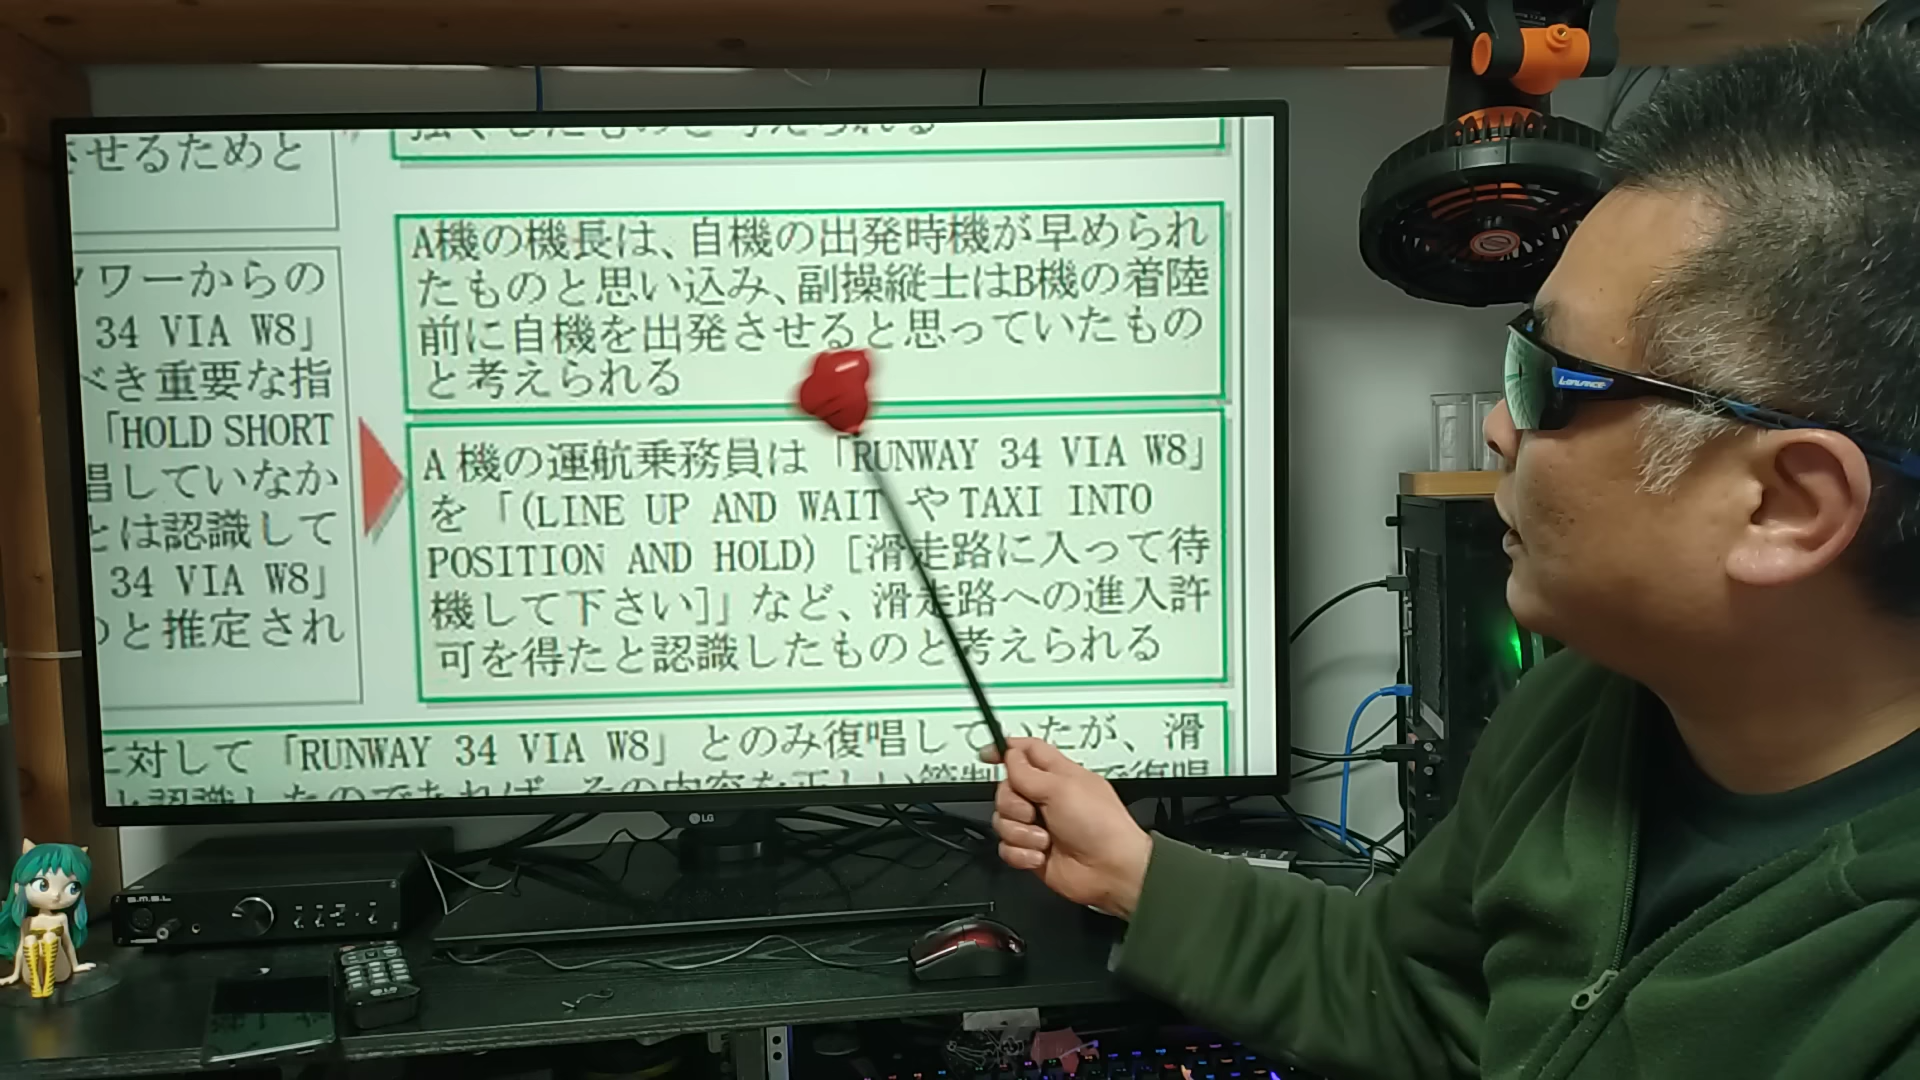 させるためと
タワーからの
34 VIA W8」
べき重要な指
「HOLD SHORT
唱していなか
とは認識して
34 VIA W8」
のと推定され
A機の機長は、自機の出発時機が早められ
たものと思い込み、副操縦士はB機の着陸
前に自機を出発させると思っていたもの
と考えられる
A 機の運航乗務員は「RUNWAY 34 VIA W8」
を「(LINE UP AND WAIT や TAXI INTO
POSITION AND HOLD) [滑走路に入って待
機して下さい]」など、滑走路への進入許
可を得たと認識したものと考えられる
に対して「RUNWAY 34 VIA W8」とのみ復唱していたが、滑
LG
S.M.S.L
LG